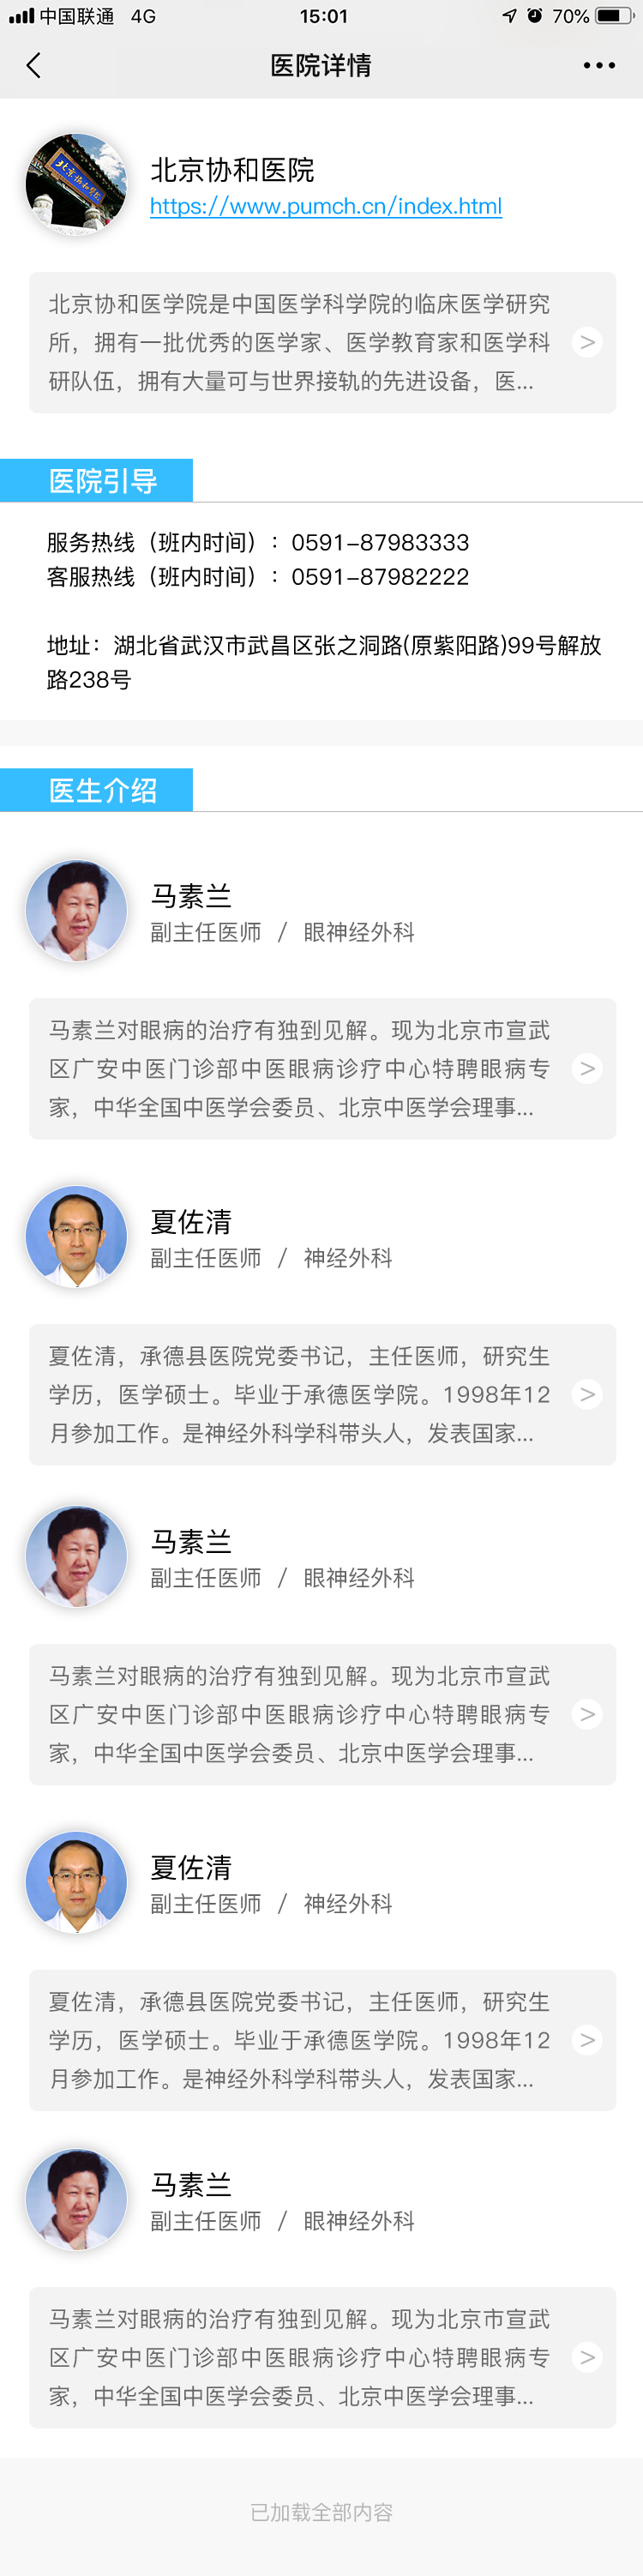 中国联通 4G 15:01 70%
医院详情
北京协和医院
北京协和医院
https://www.pumch.cn/index.html
北京协和医学院是中国医学科学院的临床医学研究
所，拥有一批优秀的医学家、医学教育家和医学科
研队伍，拥有大量可与世界接轨的先进设备，医...
>
医院引导
服务热线（班内时间）：0591-87983333
客服热线（班内时间）：0591-87982222
地址：湖北省武汉市武昌区张之洞路(原紫阳路)99号解放
路238号
医生介绍
马素兰
副主任医师 / 眼神经外科
马素兰对眼病的治疗有独到见解。现为北京市宣武
区广安中医门诊部中医眼病诊疗中心特聘眼病专
家，中华全国中医学会委员、北京中医学会理事...
>
夏佐清
副主任医师 / 神经外科
夏佐清，承德县医院党委书记，主任医师，研究生
学历，医学硕士。毕业于承德医学院。1998年12
月参加工作。是神经外科学科带头人，发表国家...
>
马素兰
副主任医师 / 眼神经外科
马素兰对眼病的治疗有独到见解。现为北京市宣武
区广安中医门诊部中医眼病诊疗中心特聘眼病专
家，中华全国中医学会委员、北京中医学会理事...
>
夏佐清
副主任医师 / 神经外科
夏佐清，承德县医院党委书记，主任医师，研究生
学历，医学硕士。毕业于承德医学院。1998年12
月参加工作。是神经外科学科带头人，发表国家...
>
马素兰
副主任医师 / 眼神经外科
马素兰对眼病的治疗有独到见解。现为北京市宣武
区广安中医门诊部中医眼病诊疗中心特聘眼病专
家，中华全国中医学会委员、北京中医学会理事...
>
已加载全部内容